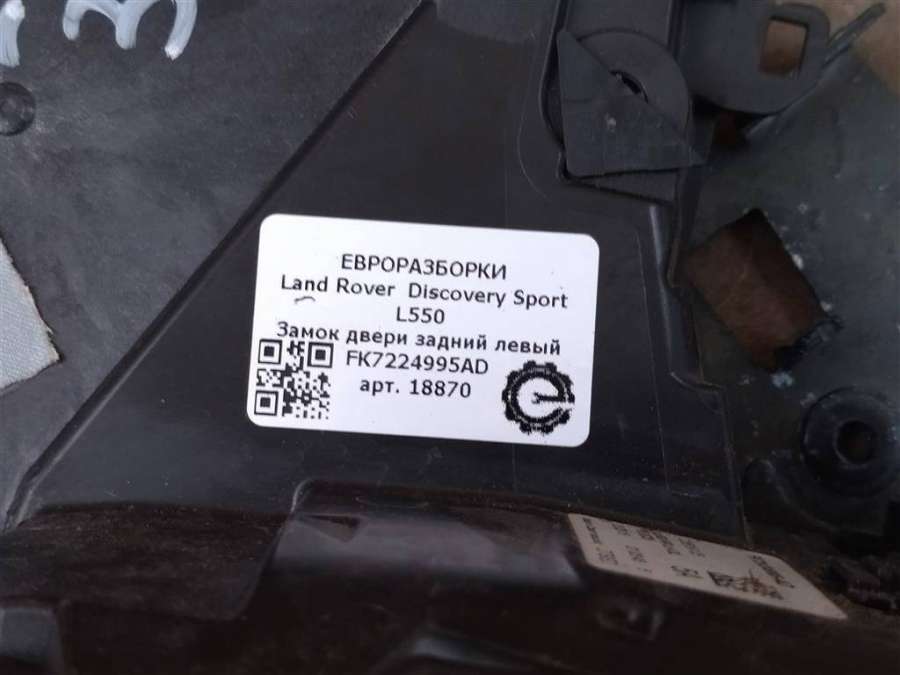 ЕВРОРАЗБОРКИ
Land Rover Discovery Sport
L550
Замок двери задний левый
FK7224995AD
арт. 18870